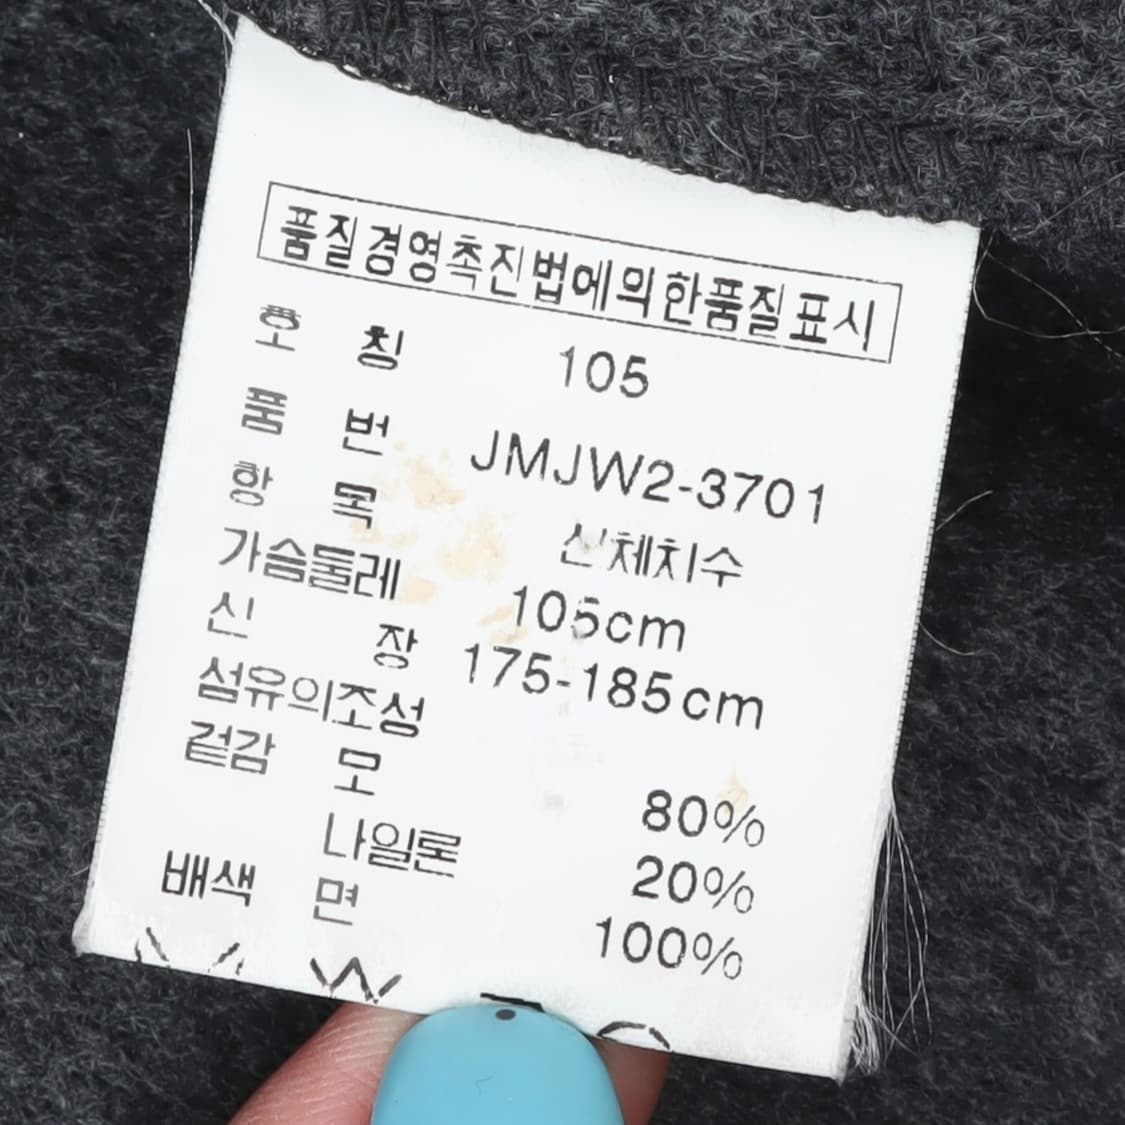 품질경영촉진법에의한품질표시
호 칭 105
품 번 JMJW2-3701
항 목 신체치수
가슴둘레 105cm
신 장 175-185cm
섬유의조성
겉감 모 80%
나일론 20%
배색 면 100%